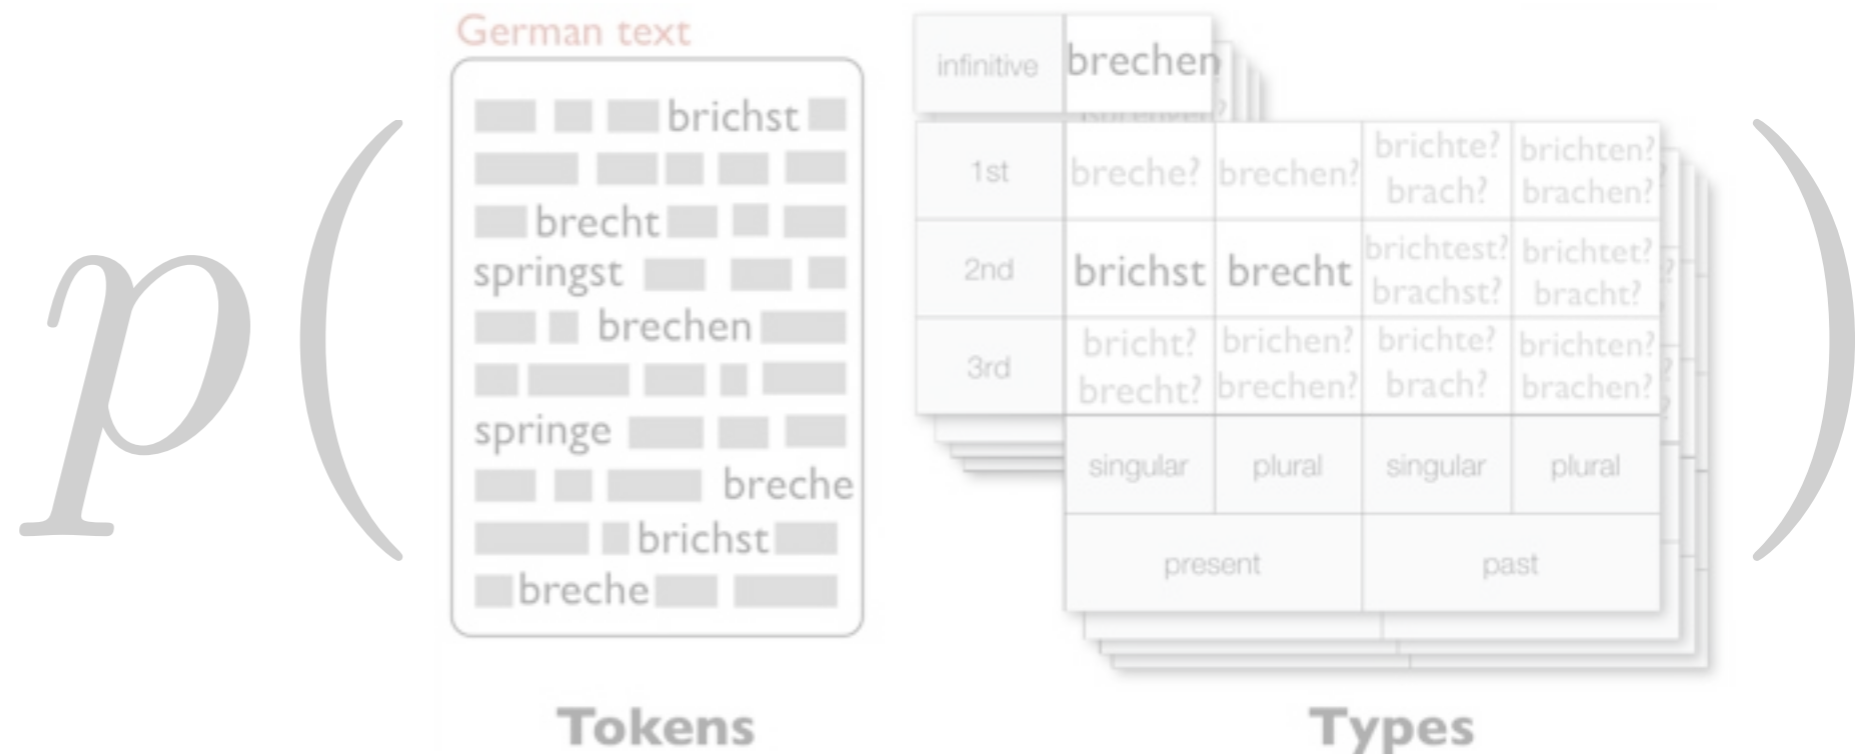 p(
German text
brichst
brecht
springst
brechen
springe
breche
brichst
breche
Tokens
infinitive brechen
1st breche? brechen? brichte? brach? brichten? brachen?
2nd brichst brecht brichtest? brachst? brichtet? bracht?
3rd bricht? brecht? brichen? brechen? brichte? brach? brichten? brachen?
singular plural singular plural
present past
Types
)